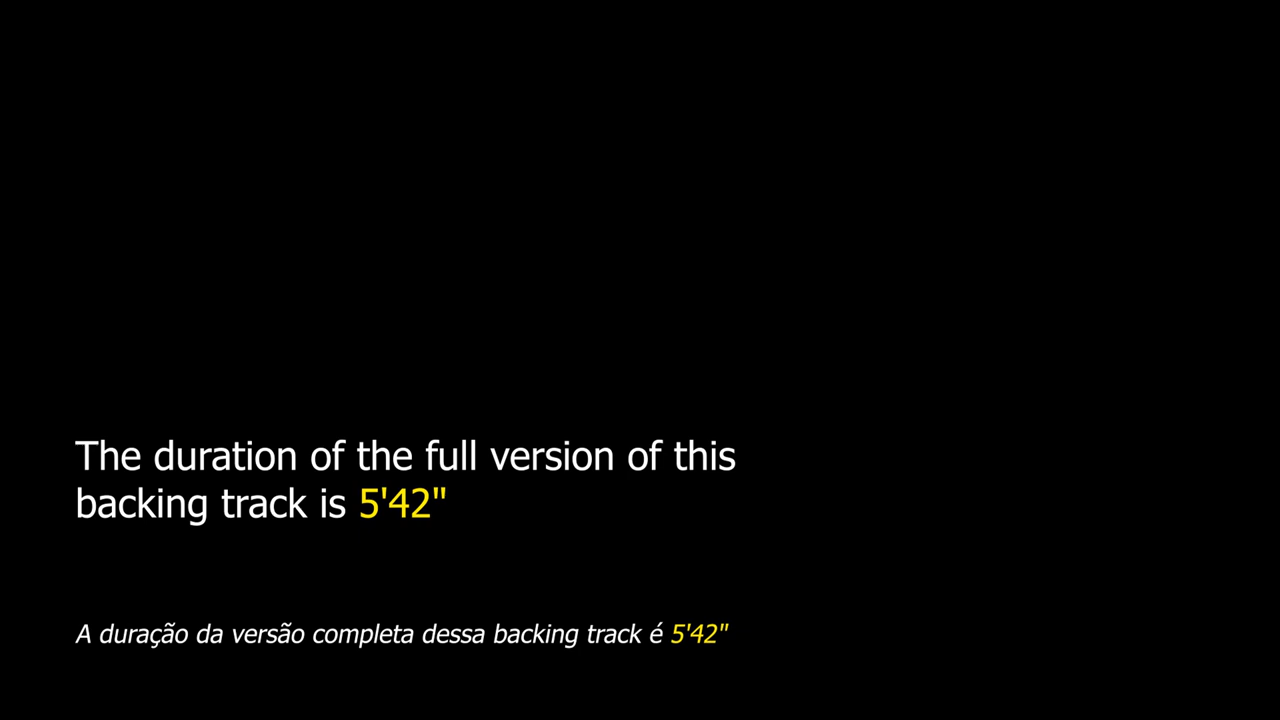 The duration of the full version of this
backing track is 5'42"
A duração da versão completa dessa backing track é 5'42"